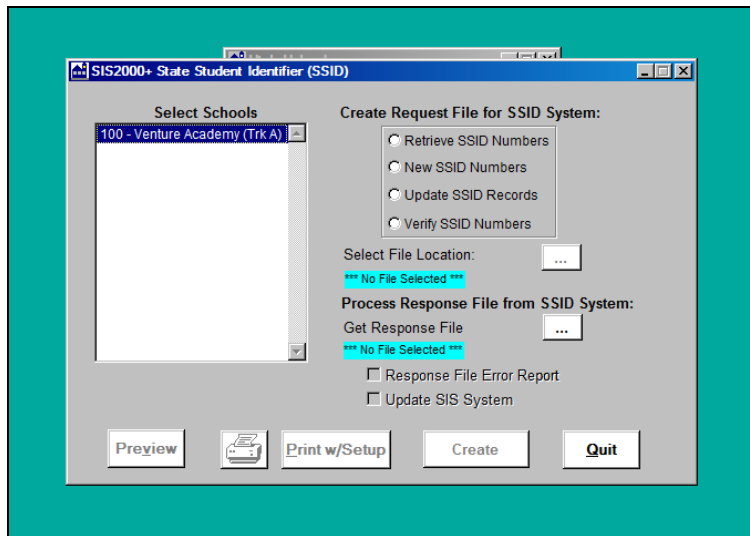 SIS2000+ State Student Identifier (SSID)
Select Schools
100 - Venture Academy (Trk A)
Create Request File for SSID System:
Retrieve SSID Numbers
New SSID Numbers
Update SSID Records
Verify SSID Numbers
Select File Location:
...
*** No File Selected ***
Process Response File from SSID System:
Get Response File
...
*** No File Selected ***
Response File Error Report
Update SIS System
Preview
Print w/Setup
Create
Quit